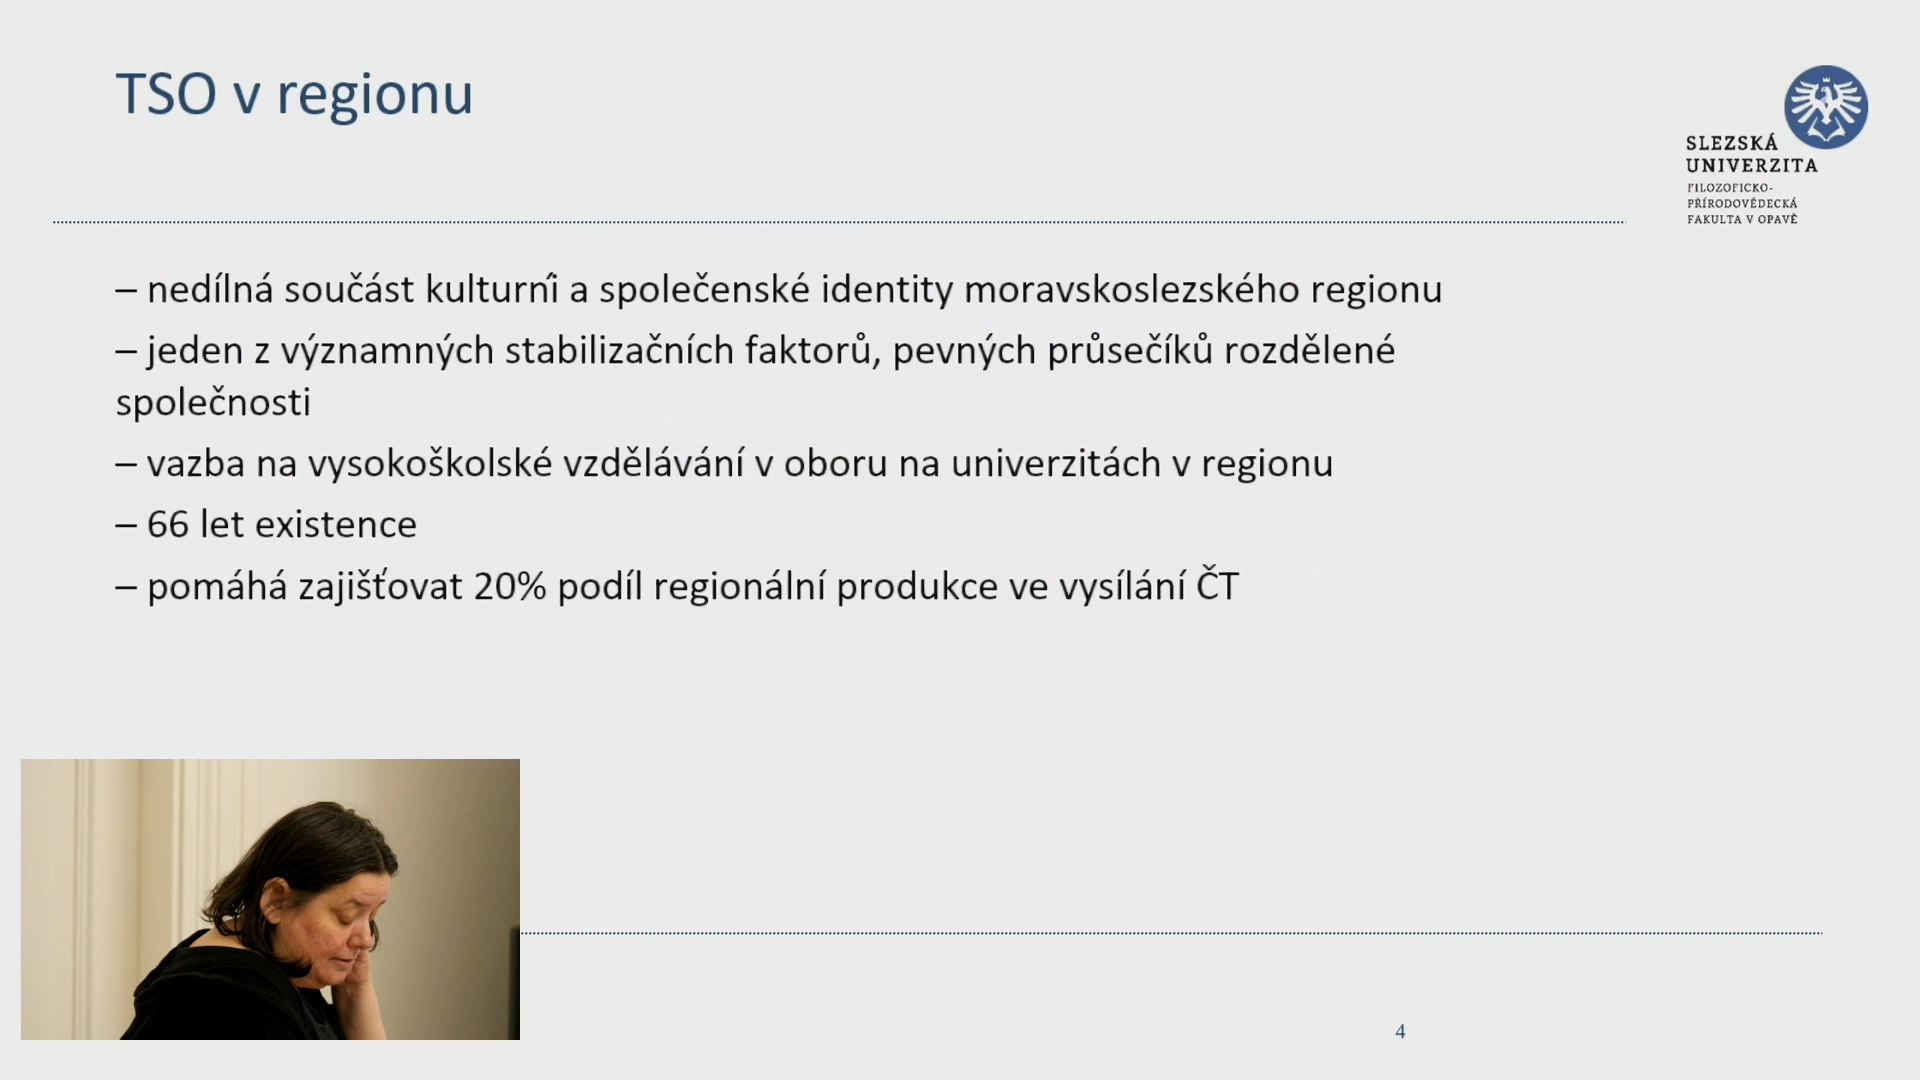 TSO v regionu
SLEZSKÁ
UNIVERZITA
FILOZOFICKO-
PŘÍRODOVĚDECKÁ
FAKULTA V OPAVĚ
– nedílná součást kulturní a společenské identity moravskoslezského regionu
– jeden z významných stabilizačních faktorů, pevných průsečíků rozdělené
společnosti
– vazba na vysokoškolské vzdělávání v oboru na univerzitách v regionu
– 66 let existence
– pomáhá zajišťovat 20% podíl regionální produkce ve vysílání ČT
4